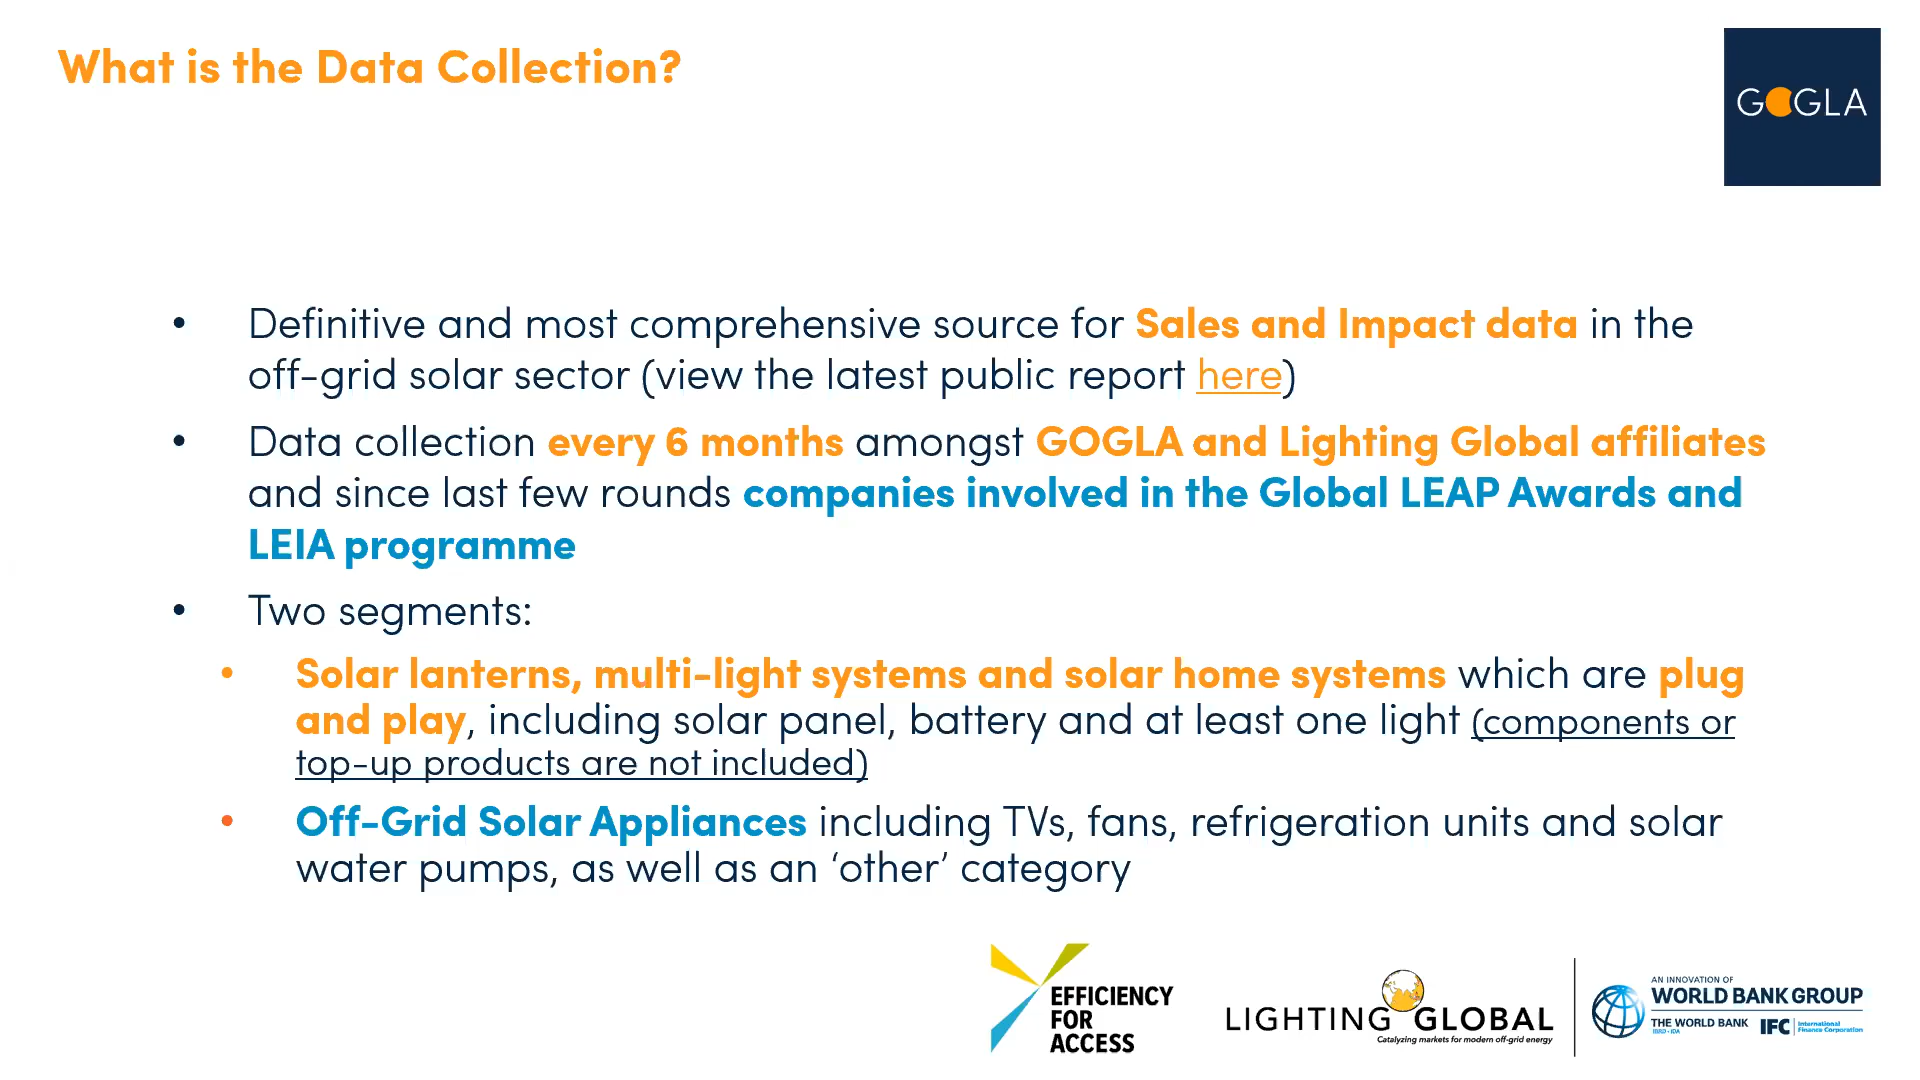 What is the Data Collection?
GOGLA
• Definitive and most comprehensive source for Sales and Impact data in the
off-grid solar sector (view the latest public report here)
• Data collection every 6 months amongst GOGLA and Lighting Global affiliates
and since last few rounds companies involved in the Global LEAP Awards and
LEIA programme
• Two segments:
• Solar lanterns, multi-light systems and solar home systems which are plug
and play, including solar panel, battery and at least one light (components or
top-up products are not included)
• Off-Grid Solar Appliances including TVs, fans, refrigeration units and solar
water pumps, as well as an ‘other’ category
EFFICIENCY
FOR
ACCESS
LIGHTING GLOBAL
Catalyzing markets for modern off-grid energy
AN INNOVATION OF
WORLD BANK GROUP
THE WORLD BANK
IBRD • IDA
IFC
International
Finance Corporation